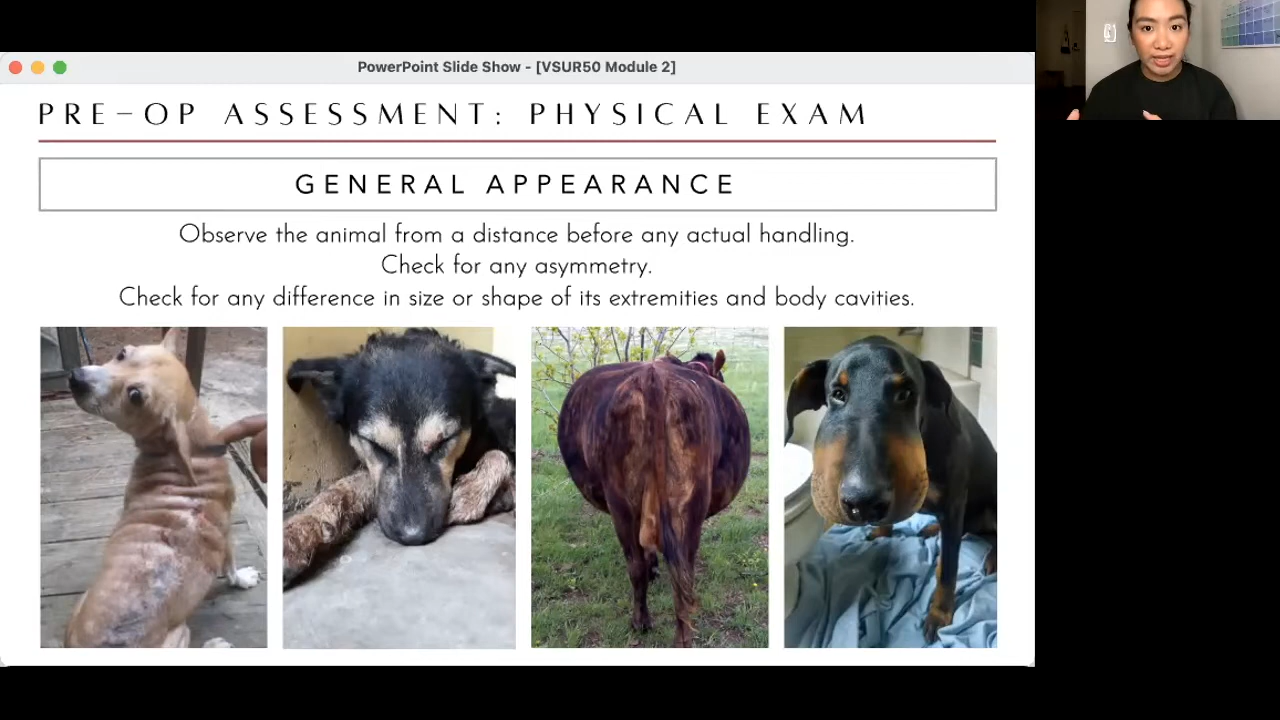 PowerPoint Slide Show - [VSUR50 Module 2]
PRE-OP ASSESSMENT: PHYSICAL EXAM
GENERAL APPEARANCE
Observe the animal from a distance before any actual handling.
Check for any asymmetry.
Check for any difference in size or shape of its extremities and body cavities.